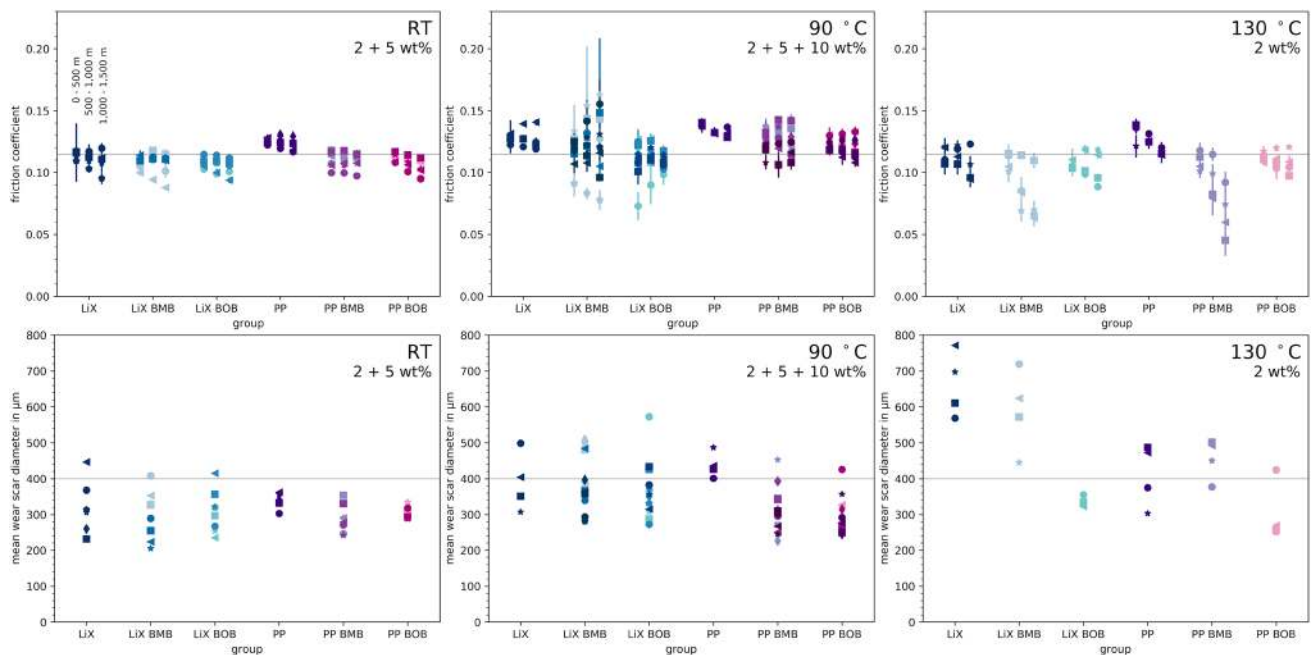 RT
2 + 5 wt%
0 - 500 m
500 - 1,000 m
1,000 - 1,500 m
friction coefficient
0.20
0.15
0.10
0.05
0.00
LiX
LiX BMB
LiX BOB
PP
PP BMB
PP BOB
group
90 °C
2 + 5 + 10 wt%
friction coefficient
0.20
0.15
0.10
0.05
0.00
LiX
LiX BMB
LiX BOB
PP
PP BMB
PP BOB
group
130 °C
2 wt%
friction coefficient
0.20
0.15
0.10
0.05
0.00
LiX
LiX BMB
LiX BOB
PP
PP BMB
PP BOB
group
RT
2 + 5 wt%
mean wear scar diameter in μm
800
700
600
500
400
300
200
100
0
LiX
LiX BMB
LiX BOB
PP
PP BMB
PP BOB
group
90 °C
2 + 5 + 10 wt%
mean wear scar diameter in μm
800
700
600
500
400
300
200
100
0
LiX
LiX BMB
LiX BOB
PP
PP BMB
PP BOB
group
130 °C
2 wt%
mean wear scar diameter in μm
800
700
600
500
400
300
200
100
0
LiX
LiX BMB
LiX BOB
PP
PP BMB
PP BOB
group